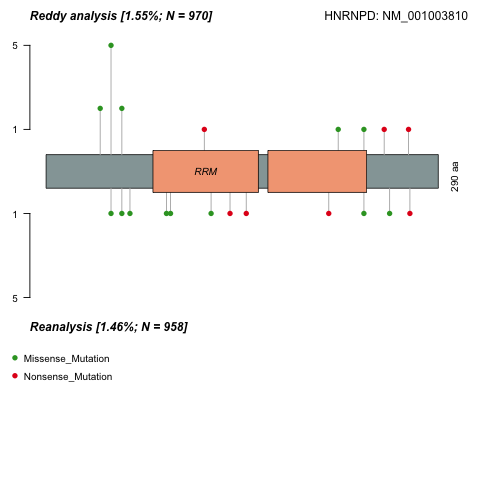 Reddy analysis [1.55%; N = 970]
HNRNPD: NM_001003810
5
1
RRM
290 aa
1
5
Reanalysis [1.46%; N = 958]
Missense_Mutation
Nonsense_Mutation